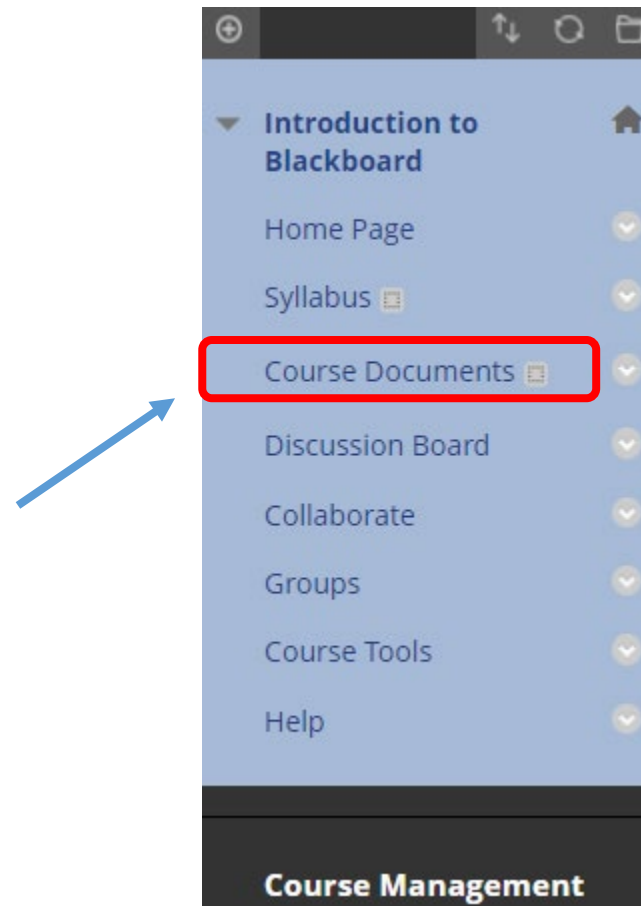 Introduction to
Blackboard
Home Page
Syllabus
Course Documents
Discussion Board
Collaborate
Groups
Course Tools
Help
Course Management